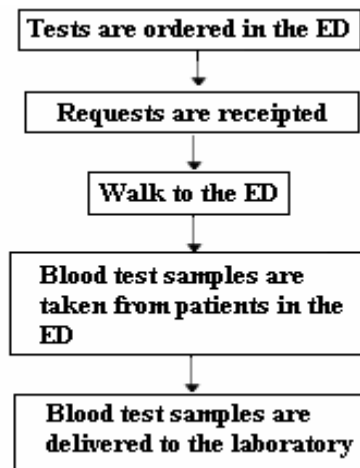 Tests are ordered in the ED
Requests are receipted
Walk to the ED
Blood test samples are
taken from patients in the
ED
Blood test samples are
delivered to the laboratory